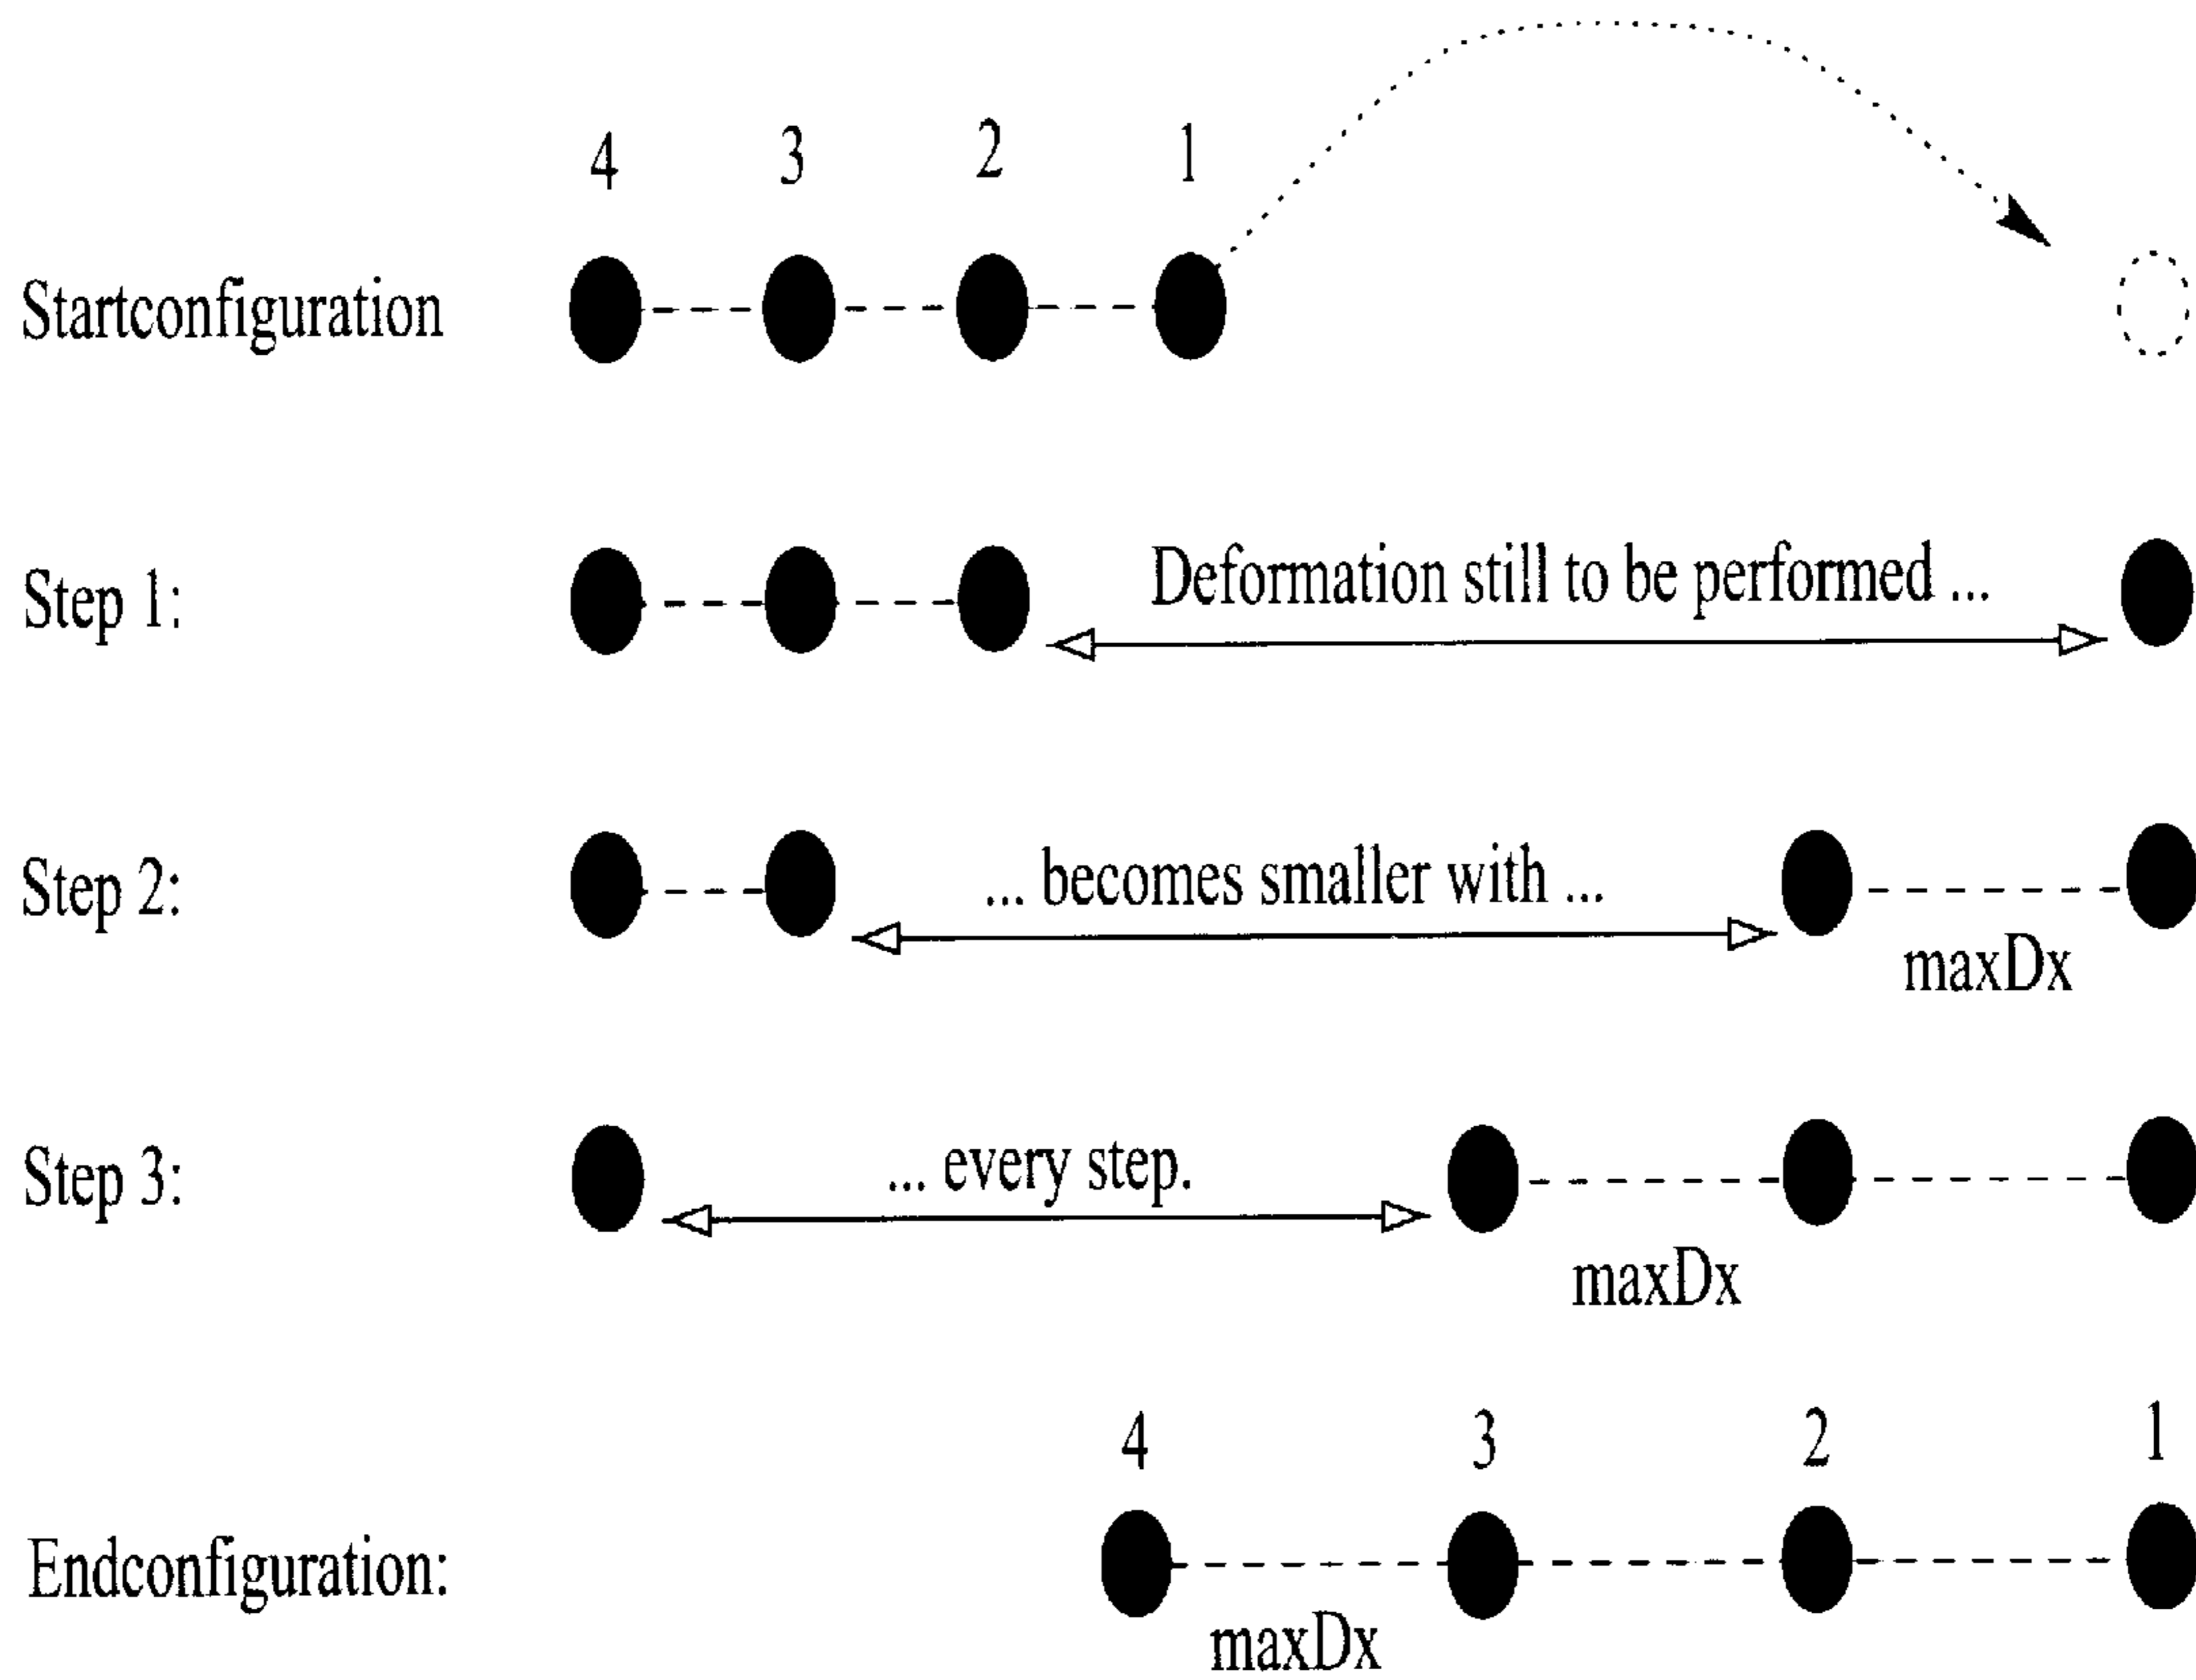 4 3 2 1
Startconfiguration
Step 1:
Deformation still to be performed ...
Step 2:
... becomes smaller with ...
maxDx
Step 3:
... every step.
maxDx
4 3 2 1
Endconfiguration:
maxDx